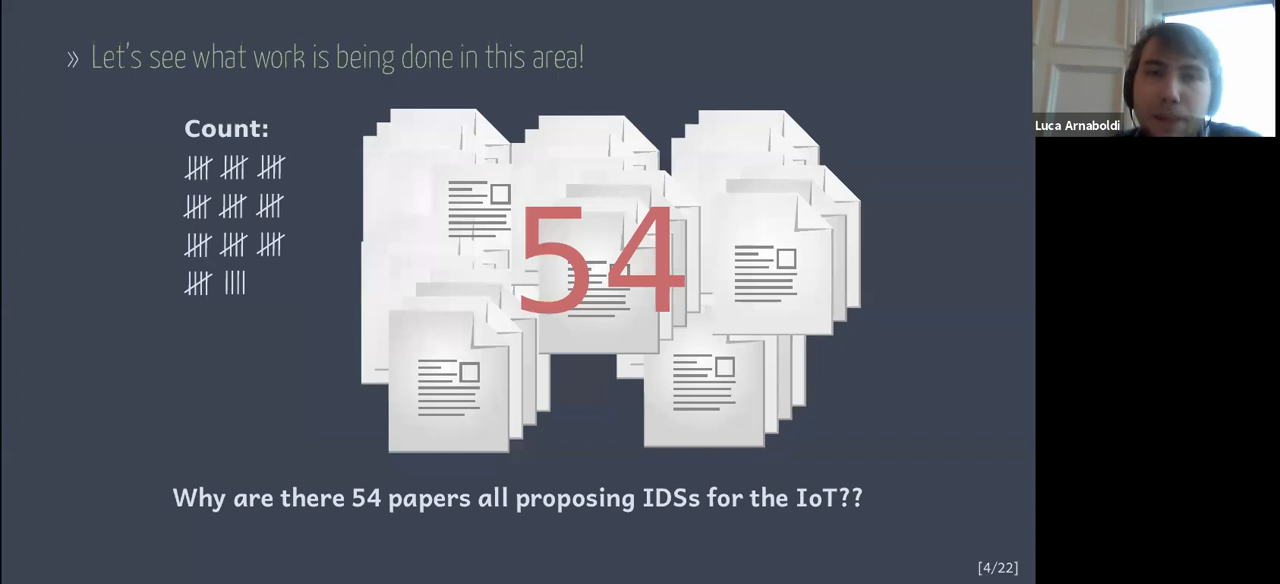 » Let's see what work is being done in this area!
Count:
54
Why are there 54 papers all proposing IDSs for the IoT??
[4/22]
Luca Arnaboldi